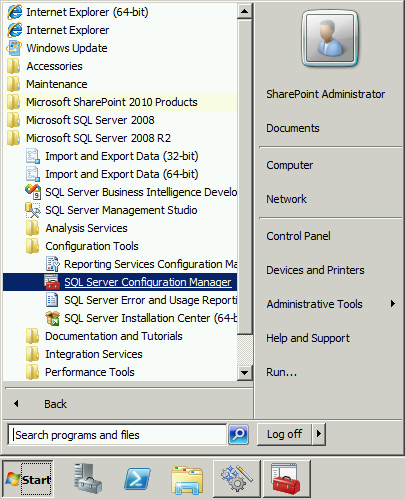 Internet Explorer (64-bit)
Internet Explorer
Windows Update
Accessories
Maintenance
Microsoft SharePoint 2010 Products
Microsoft SQL Server 2008
Microsoft SQL Server 2008 R2
Import and Export Data (32-bit)
Import and Export Data (64-bit)
SQL Server Business Intelligence Develo
SQL Server Management Studio
Analysis Services
Configuration Tools
Reporting Services Configuration Ma
SQL Server Configuration Manager
SQL Server Error and Usage Reporti
SQL Server Installation Center (64-b
Documentation and Tutorials
Integration Services
Performance Tools
Back
Search programs and files
SharePoint Administrator
Documents
Computer
Network
Control Panel
Devices and Printers
Administrative Tools
Help and Support
Run...
Log off
Start